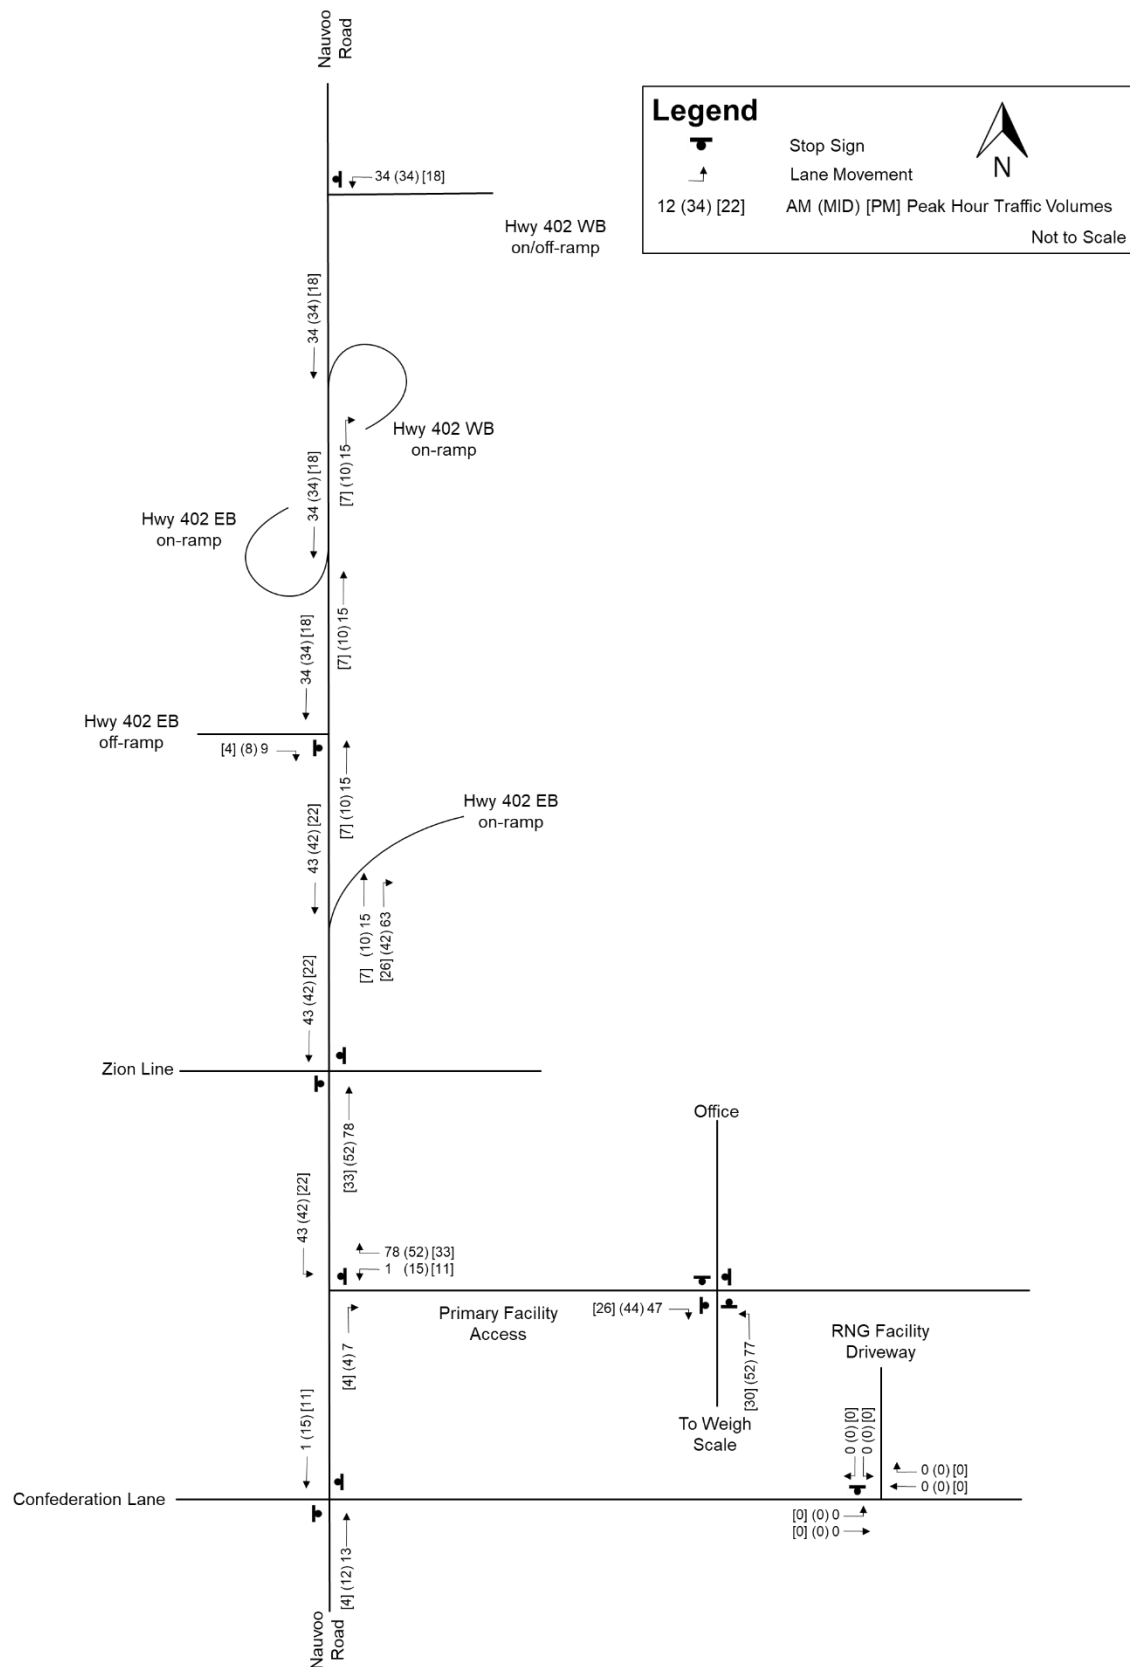 Nauvoo
Road
Legend
Stop Sign
Lane Movement
N
12 (34) [22] AM (MID) [PM] Peak Hour Traffic Volumes
Not to Scale
34 (34) [18]
Hwy 402 WB
on/off-ramp
34 (34) [18]
Hwy 402 WB
on-ramp
[7] (10) 15
34 (34) [18]
Hwy 402 EB
on-ramp
[7] (10) 15
34 (34) [18]
Hwy 402 EB
off-ramp
[4] (8) 9
[7] (10) 15
Hwy 402 EB
on-ramp
43 (42) [22]
[7] (10) 15
[26] (42) 63
43 (42) [22]
Zion Line
[33] (52) 78
Office
43 (42) [22]
78 (52) [33]
1 (15) [11]
Primary Facility
Access
[26] (44) 47
[30] (52) 77
[4] (4) 7
To Weigh
Scale
RNG Facility
Driveway
0 (0) [0]
0 (0) [0]
1 (15) [11]
0 (0) [0]
0 (0) [0]
Confederation Lane
[0] (0) 0
[0] (0) 0
[4] (12) 13
Nauvoo
Road